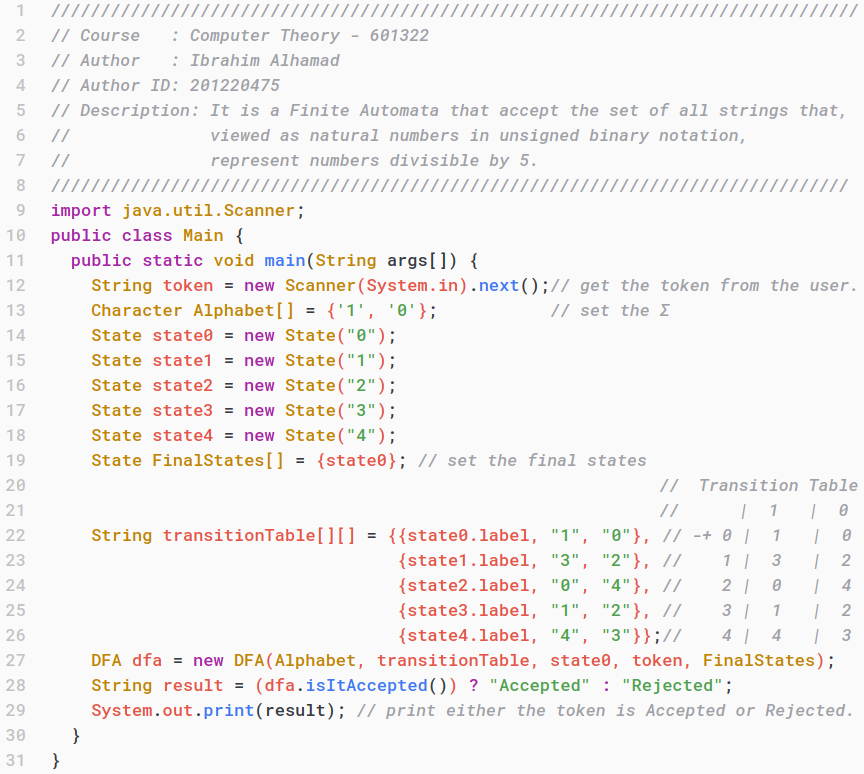 1 /////////////////////////////////////////////////////////////////////////////////
2 // Course   : Computer Theory - 601322
3 // Author   : Ibrahim Alhamad
4 // Author ID: 201220475
5 // Description: It is a Finite Automata that accept the set of all strings that,
6 //              viewed as natural numbers in unsigned binary notation,
7 //              represent numbers divisible by 5.
8 ////////////////////////////////////////////////////////////////////////////////
9 import java.util.Scanner;
10 public class Main {
11   public static void main(String args[]) {
12     String token = new Scanner(System.in).next();// get the token from the user.
13     Character Alphabet[] = {'1', '0'};           // set the Σ
14     State state0 = new State("0");
15     State state1 = new State("1");
16     State state2 = new State("2");
17     State state3 = new State("3");
18     State state4 = new State("4");
19     State FinalStates[] = {state0}; // set the final states
20                                                             //  Transition Table
21                                                             //      |  1   |  0
22     String transitionTable[][] = {{state0.label, "1", "0"}, // -+ 0 |  1   |  0
23                                   {state1.label, "3", "2"}, //    1 |  3   |  2
24                                   {state2.label, "0", "4"}, //    2 |  0   |  4
25                                   {state3.label, "1", "2"}, //    3 |  1   |  2
26                                   {state4.label, "4", "3"}};//    4 |  4   |  3
27     DFA dfa = new DFA(Alphabet, transitionTable, state0, token, FinalStates);
28     String result = (dfa.isItAccepted()) ? "Accepted" : "Rejected";
29     System.out.print(result); // print either the token is Accepted or Rejected.
30   }
31 }